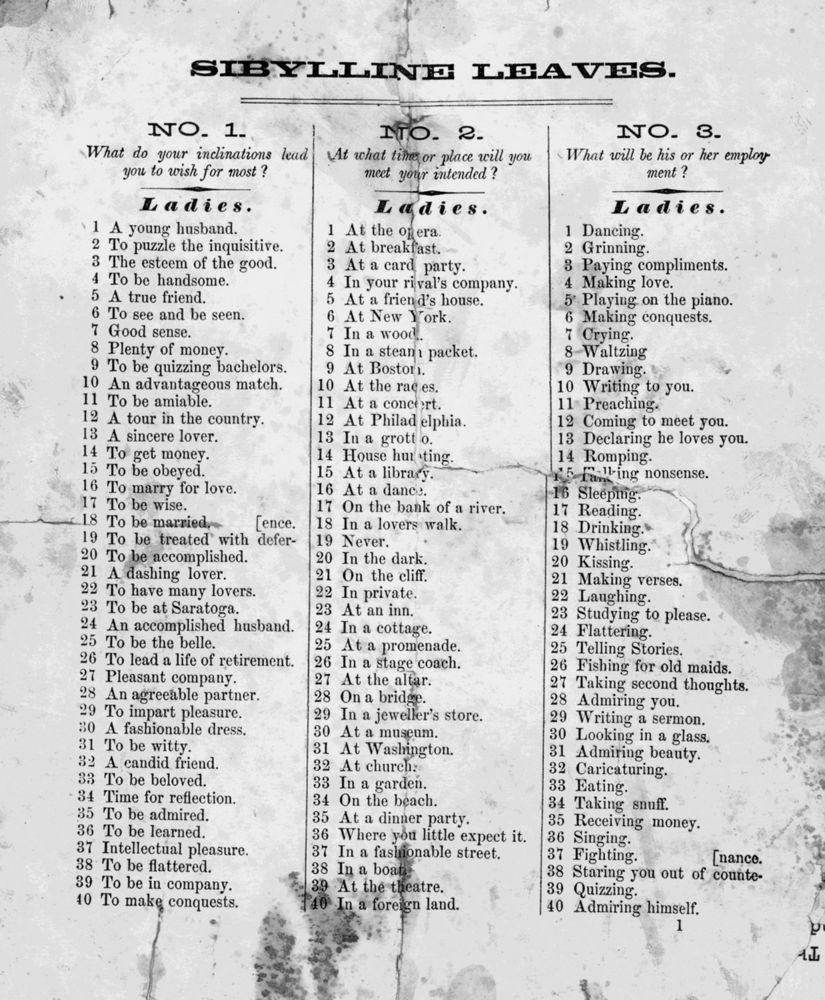 SIBYLLINE LEAVES.
NO. 1.
What do your inclinations lead
you to wish for most?
Ladies.
1 A young husband.
2 To puzzle the inquisitive.
3 The esteem of the good.
4 To be handsome.
5 A true friend.
6 To see and be seen.
7 Good sense.
8 Plenty of money.
9 To be quizzing bachelors.
10 An advantageous match.
11 To be amiable.
12 A tour in the country.
13 A sincere lover.
14 To get money.
15 To be obeyed.
16 To marry for love.
17 To be wise.
18 To be married, [ence.
19 To be treated with defer-
20 To be accomplished.
21 A dashing lover.
22 To have many lovers.
23 To be at Saratoga.
24 An accomplished husband.
25 To be the belle.
26 To lead a life of retirement.
27 Pleasant company.
28 An agreeable partner.
29 To impart pleasure.
30 A fashionable dress.
31 To be witty.
32 A candid friend.
33 To be beloved.
34 Time for reflection.
35 To be admired.
36 To be learned.
37 Intellectual pleasure.
38 To be flattered.
39 To be in company.
40 To make conquests.
NO. 2.
At what time or place will you
meet your intended?
Ladies.
1 At the opera.
2 At breakfast.
3 At a card party.
4 In your rival's company.
5 At a friend's house.
6 At New York.
7 In a wood.
8 In a steam packet.
9 At Boston.
10 At the races.
11 At a concert.
12 At Philadelphia.
13 In a grotto.
14 House hunting.
15 At a library.
16 At a dance.
17 On the bank of a river.
18 In a lovers walk.
19 Never.
20 In the dark.
21 On the cliff.
22 In private.
23 At an inn.
24 In a cottage.
25 At a promenade.
26 In a stage coach.
27 At the altar.
28 On a bridge.
29 In a jeweller's store.
30 At a museum.
31 At Washington.
32 At church.
33 In a garden.
34 On the beach.
35 At a dinner party.
36 Where you little expect it.
37 In a fashionable street.
38 In a boat.
39 At the theatre.
40 In a foreign land.
NO. 3.
What will be his or her employ-
ment?
Ladies.
1 Dancing.
2 Grinning.
3 Paying compliments.
4 Making love.
5 Playing on the piano.
6 Making conquests.
7 Crying.
8 Waltzing
9 Drawing.
10 Writing to you.
11 Preaching.
12 Coming to meet you.
13 Declaring he loves you.
14 Romping.
15 Talking nonsense.
16 Sleeping.
17 Reading.
18 Drinking.
19 Whistling.
20 Kissing.
21 Making verses.
22 Laughing.
23 Studying to please.
24 Flattering.
25 Telling Stories.
26 Fishing for old maids.
27 Taking second thoughts.
28 Admiring you.
29 Writing a sermon.
30 Looking in a glass.
31 Admiring beauty.
32 Caricaturing.
33 Eating.
34 Taking snuff.
35 Receiving money.
36 Singing.
37 Fighting. [nance.
38 Staring you out of counte-
39 Quizzing.
40 Admiring himself.
1